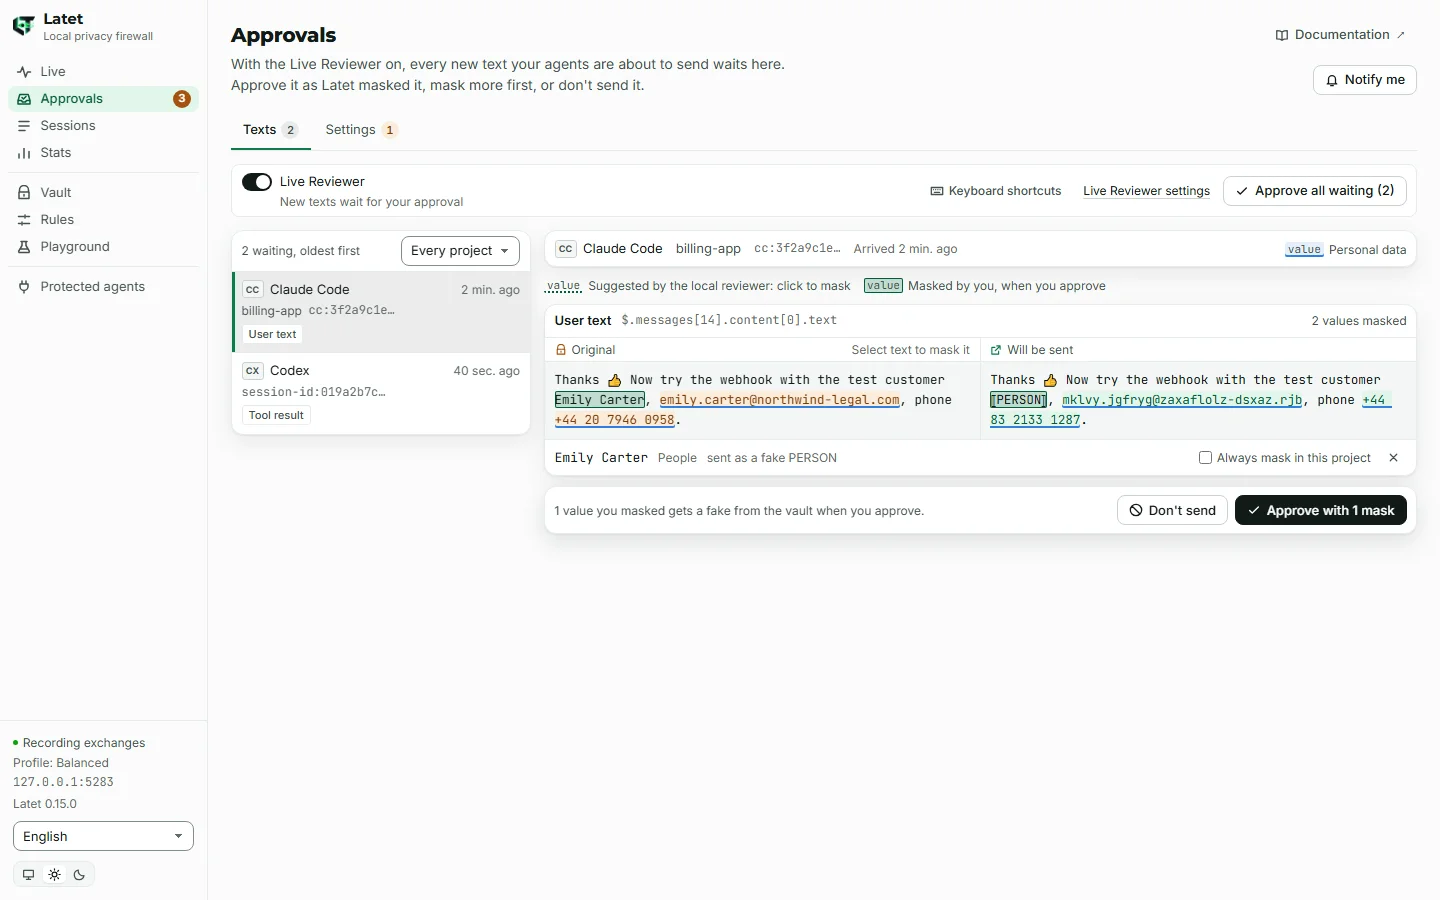 Latet
Local privacy firewall
Live
Approvals 3
Sessions
Stats
Vault
Rules
Playground
Protected agents
Recording exchanges
Profile: Balanced
127.0.0.1:5283
Latet 0.15.0
English
Approvals
With the Live Reviewer on, every new text your agents are about to send waits here.
Approve it as Latet masked it, mask more first, or don't send it.
Documentation ↗
Notify me
Texts 2
Settings 1
Live Reviewer
New texts wait for your approval
Keyboard shortcuts
Live Reviewer settings
Approve all waiting (2)
2 waiting, oldest first
Every project
CC Claude Code 2 min. ago
billing-app cc:3f2a9c1e…
User text
CX Codex 40 sec. ago
session-id:019a2b7c…
Tool result
CC Claude Code billing-app cc:3f2a9c1e… Arrived 2 min. ago
value Personal data
value Suggested by the local reviewer: click to mask
value Masked by you, when you approve
User text $.messages[14].content[0].text
2 values masked
Original
Select text to mask it
Thanks 👍 Now try the webhook with the test customer
Emily Carter, emily.carter@northwind-legal.com, phone
+44 20 7946 0958.
Will be sent
Thanks 👍 Now try the webhook with the test customer
[PERSON], mklvy.jgfryg@zaxaflolz-dsxaz.rjb, phone +44
83 2133 1287.
Emily Carter People sent as a fake PERSON
Always mask in this project ×
1 value you masked gets a fake from the vault when you approve.
Don't send
Approve with 1 mask